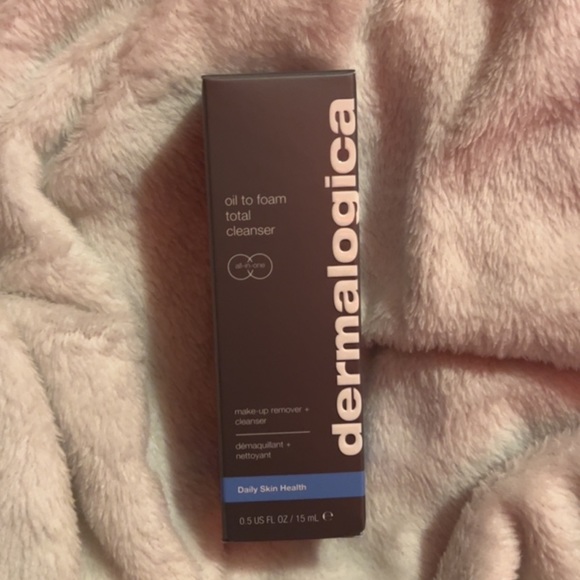 oil to foam
total
cleanser
all-in-one
dermalogica
make-up remover +
cleanser
démaquillant +
nettoyant
Daily Skin Health
0.5 US FL OZ / 15 mL ℮